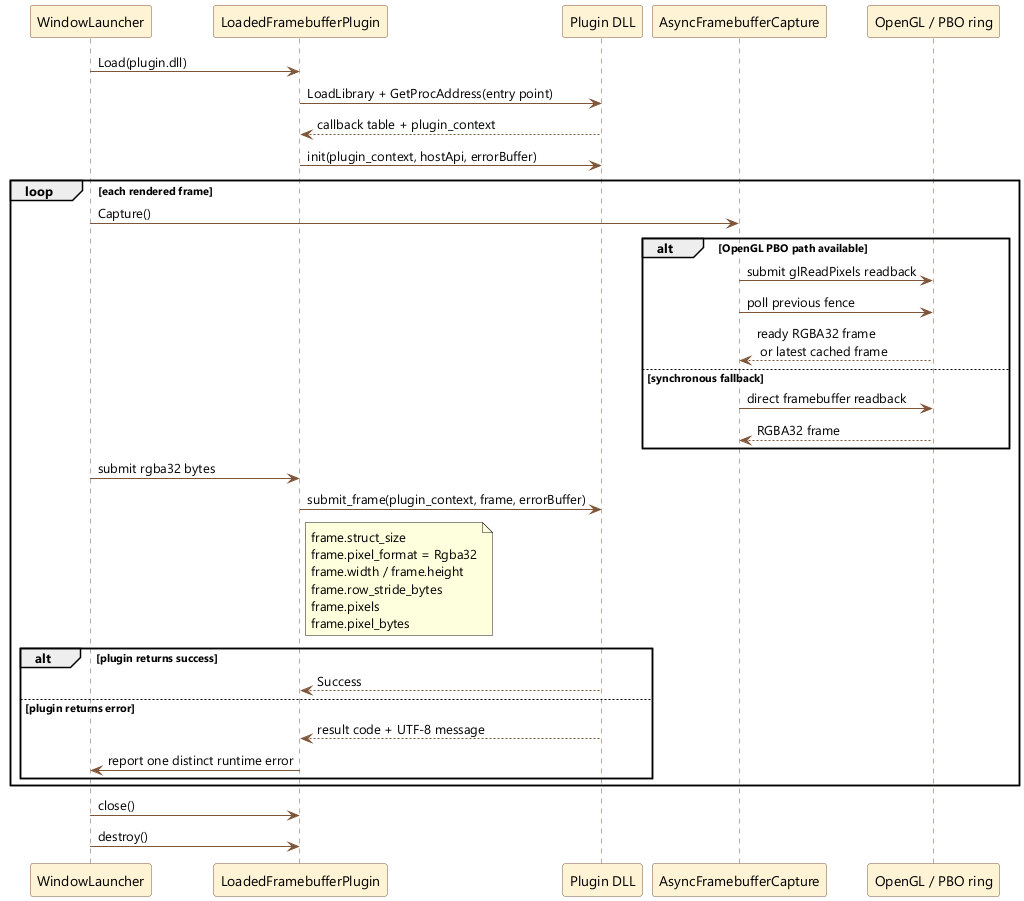 WindowLauncher
LoadedFramebufferPlugin
Plugin DLL
AsyncFramebufferCapture
OpenGL / PBO ring
Load(plugin.dll)
LoadLibrary + GetProcAddress(entry point)
callback table + plugin_context
init(plugin_context, hostApi, errorBuffer)
loop
[each rendered frame]
Capture()
alt
[OpenGL PBO path available]
submit glReadPixels readback
poll previous fence
ready RGBA32 frame
or latest cached frame
[synchronous fallback]
direct framebuffer readback
RGBA32 frame
submit rgba32 bytes
submit_frame(plugin_context, frame, errorBuffer)
frame.struct_size
frame.pixel_format = Rgba32
frame.width / frame.height
frame.row_stride_bytes
frame.pixels
frame.pixel_bytes
alt
[plugin returns success]
Success
[plugin returns error]
result code + UTF-8 message
report one distinct runtime error
close()
destroy()
WindowLauncher
LoadedFramebufferPlugin
Plugin DLL
AsyncFramebufferCapture
OpenGL / PBO ring